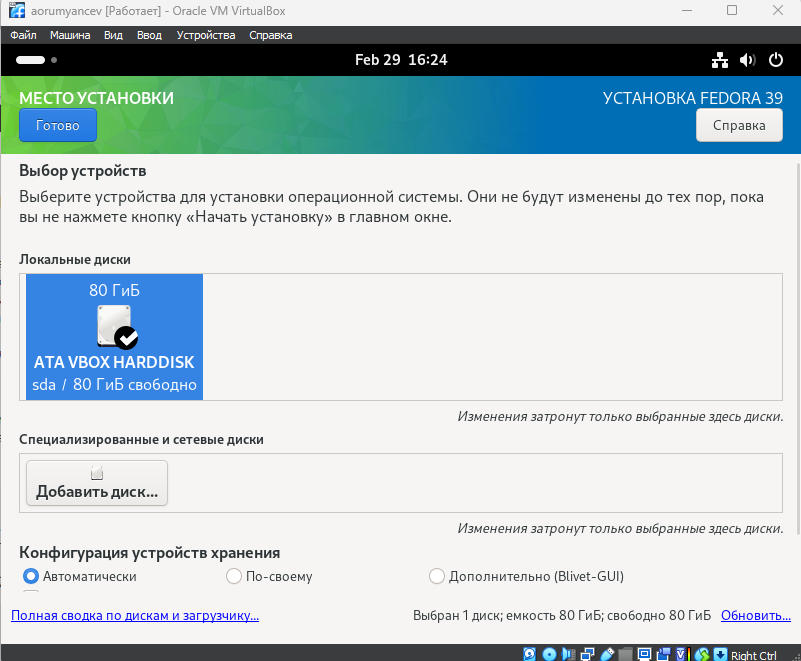 aorumyancev [Работает] - Oracle VM VirtualBox
Файл Машина Вид Ввод Устройства Справка
Feb 29 16:24
МЕСТО УСТАНОВКИ
УСТАНОВКА FEDORA 39
Готово
Справка
Выбор устройств
Выберите устройства для установки операционной системы. Они не будут изменены до тех пор, пока
вы не нажмете кнопку «Начать установку» в главном окне.
Локальные диски
80 ГиБ
ATA VBOX HARDDISK
sda / 80 ГиБ свободно
Изменения затронут только выбранные здесь диски.
Специализированные и сетевые диски
Добавить диск...
Изменения затронут только выбранные здесь диски.
Конфигурация устройств хранения
Автоматически По-своему Дополнительно (Blivet-GUI)
Полная сводка по дискам и загрузчику...
Выбран 1 диск; емкость 80 ГиБ; свободно 80 ГиБ Обновить...
Right Ctrl